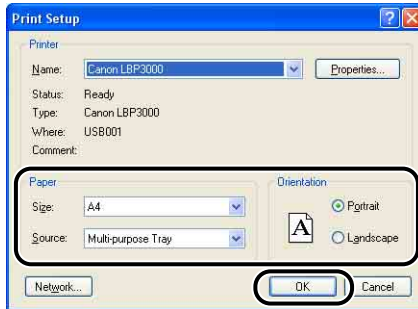 Print Setup
Printer
Name: Canon LBP3000 Properties...
Status: Ready
Type: Canon LBP3000
Where: USB001
Comment:
Paper Orientation
Size: A4 Portrait
Source: Multi-purpose Tray A Landscape
Network... OK Cancel